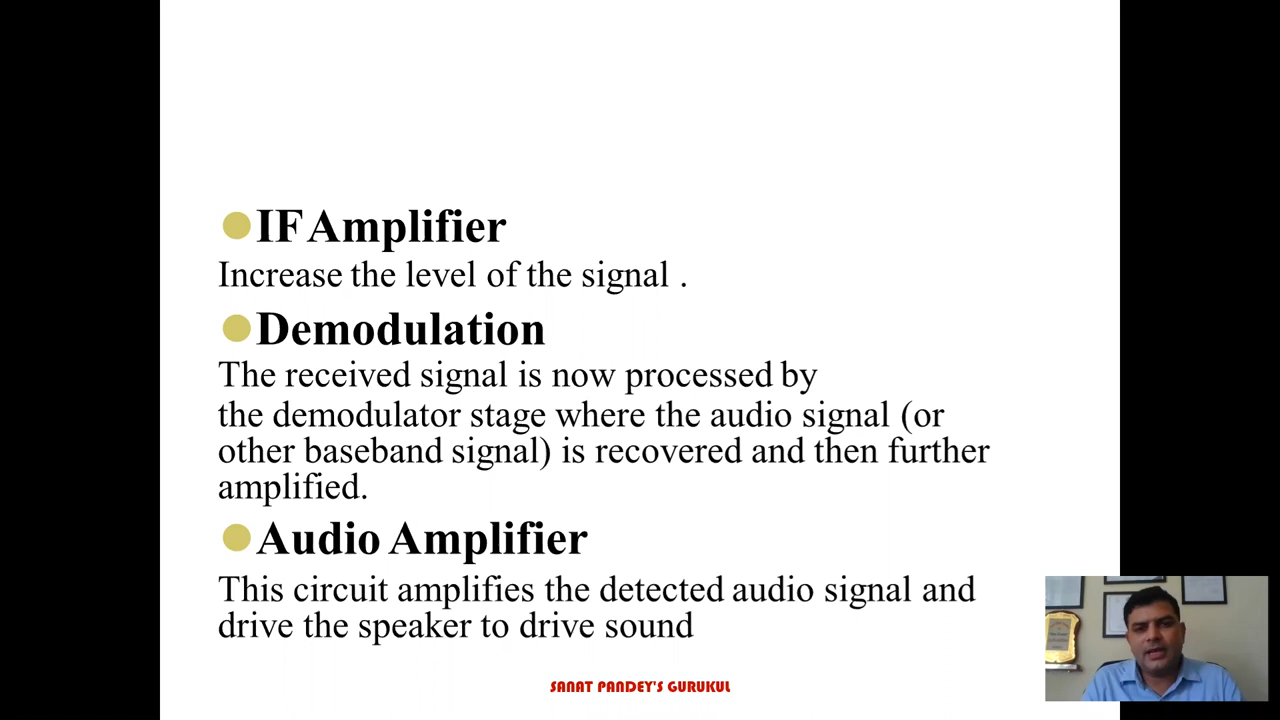 IF Amplifier
Increase the level of the signal .
Demodulation
The received signal is now processed by
the demodulator stage where the audio signal (or
other baseband signal) is recovered and then further
amplified.
Audio Amplifier
This circuit amplifies the detected audio signal and
drive the speaker to drive sound
SANAT PANDEY'S GURUKUL